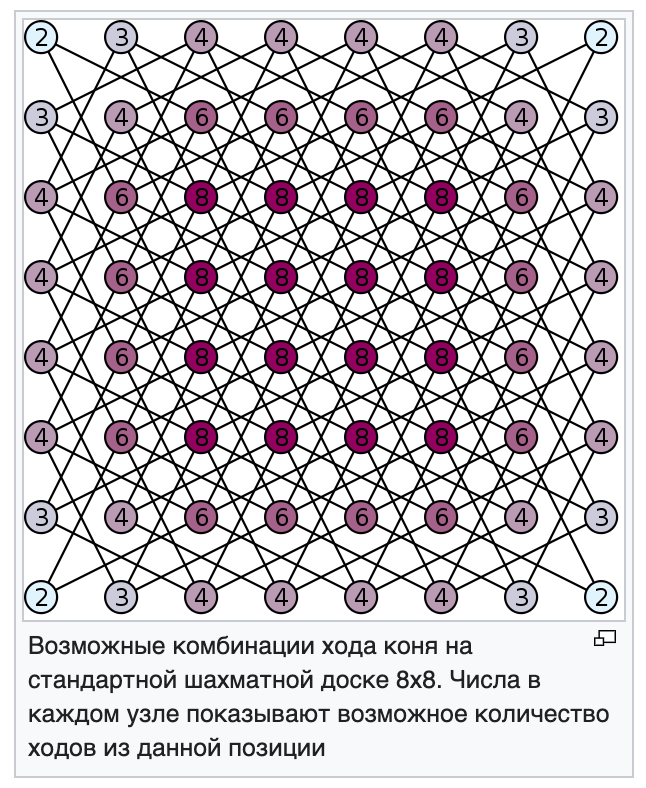 2 3 4 4 4 4 3 2
3 4 6 6 6 6 4 3
4 6 8 8 8 8 6 4
4 6 8 8 8 8 6 4
4 6 8 8 8 8 6 4
4 6 8 8 8 8 6 4
3 4 6 6 6 6 4 3
2 3 4 4 4 4 3 2
Возможные комбинации хода коня на
стандартной шахматной доске 8x8. Числа в
каждом узле показывают возможное количество
ходов из данной позиции